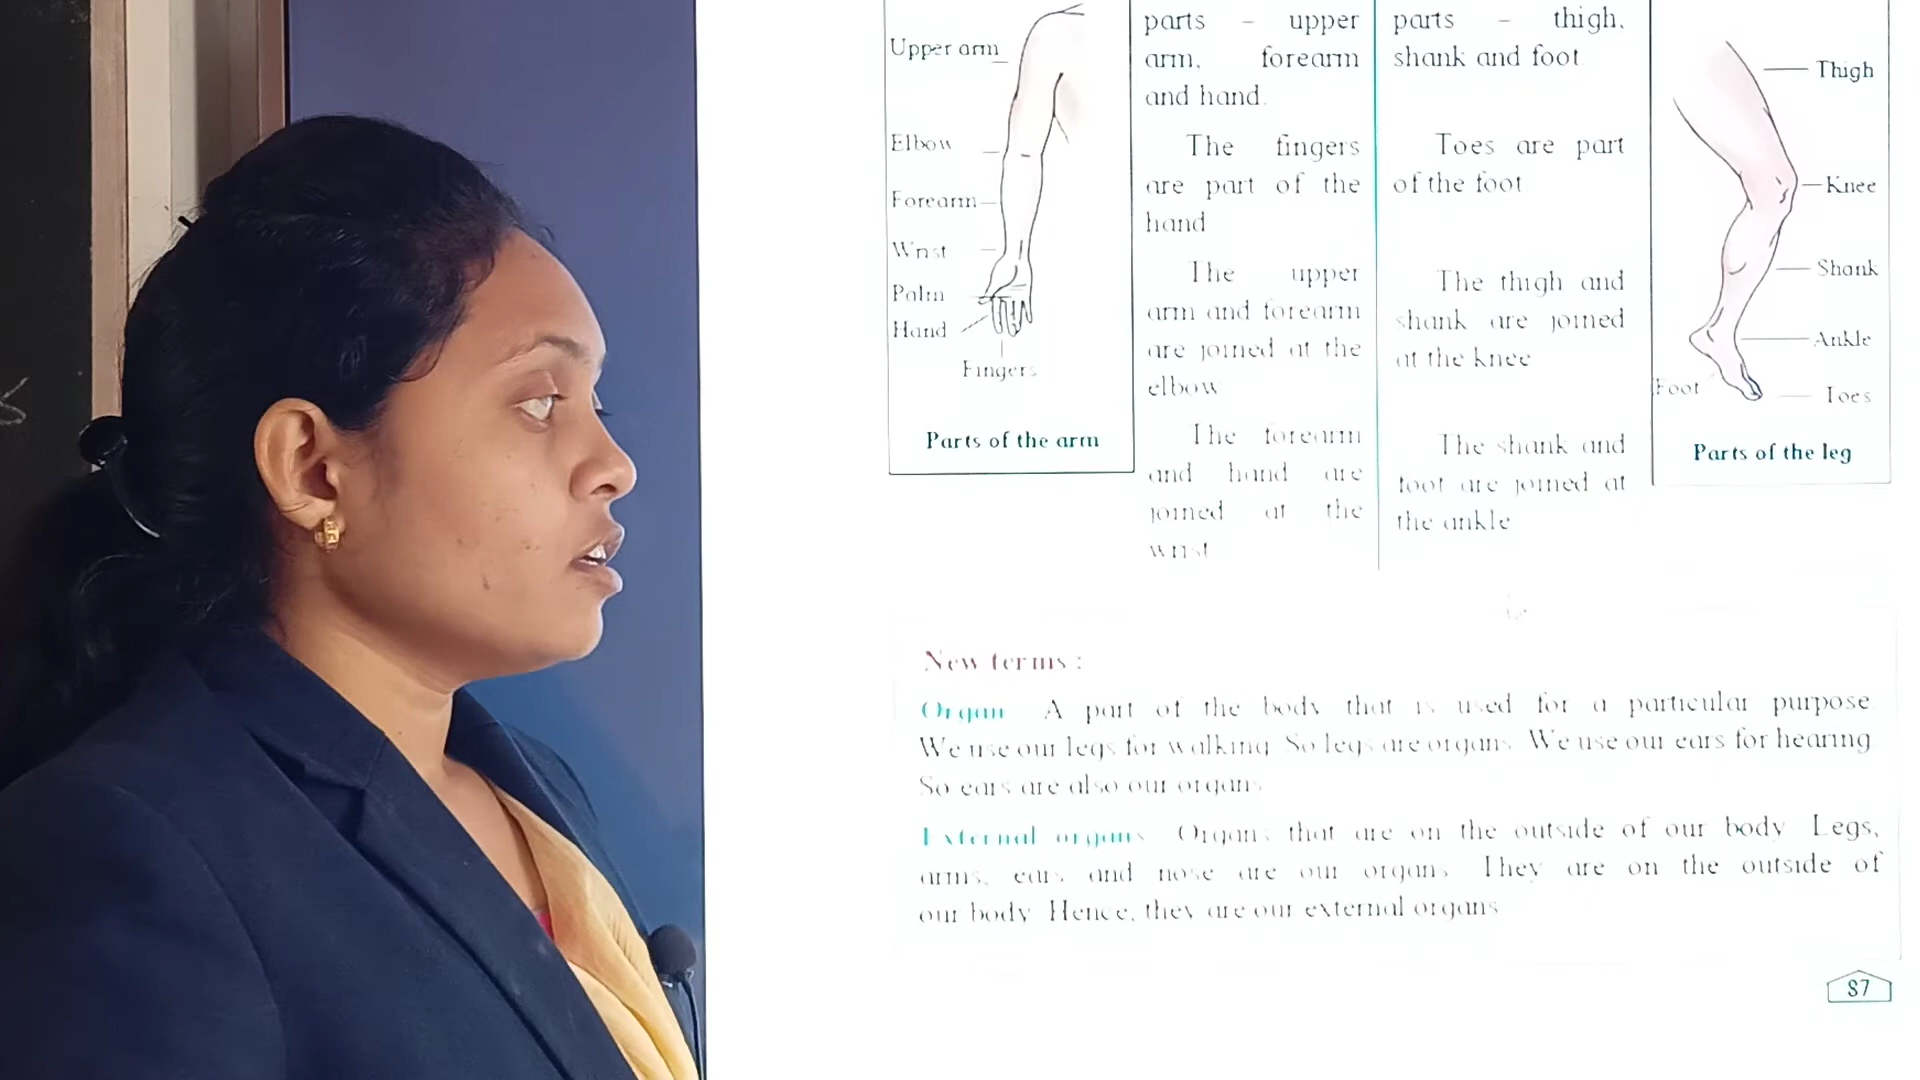 Upper arm
Elbow
Forearm
Wrist
Palm
Hand
Fingers
Parts of the arm
parts – upper
arm, forearm
and hand.
The fingers
are part of the
hand
The upper
arm and forearm
are joined at the
elbow
The forearm
and hand are
joined at the
wrist
parts – thigh,
shank and foot
Toes are part
of the foot
The thigh and
shank are joined
at the knee
The shank and
foot are joined at
the ankle
Thigh
Knee
Shank
Ankle
Foot
Toes
Parts of the leg
New terms :
Organ A part of the body that is used for a particular purpose
We use our legs for walking So legs are organs We use our ears for hearing
So ears are also our organs
External organs Organs that are on the outside of our body Legs,
arms, ears and nose are our organs They are on the outside of
our body Hence, they are our external organs
87